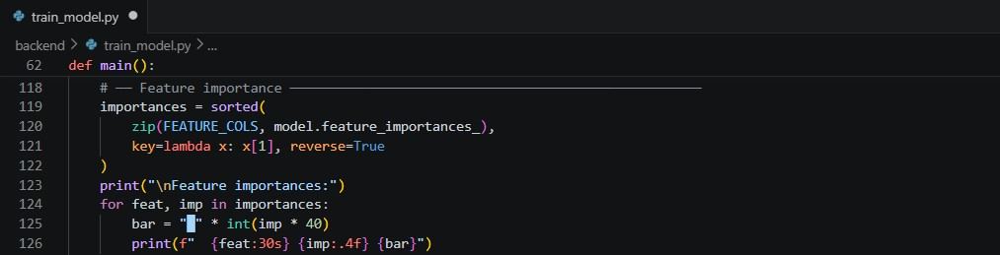 train_model.py ●
backend > train_model.py > ...
62 def main():
118 # —— Feature importance ————————————————————————————————
119 importances = sorted(
120 zip(FEATURE_COLS, model.feature_importances_),
121 key=lambda x: x[1], reverse=True
122 )
123 print("\nFeature importances:")
124 for feat, imp in importances:
125 bar = "█" * int(imp * 40)
126 print(f"  {feat:30s} {imp:.4f} {bar}")